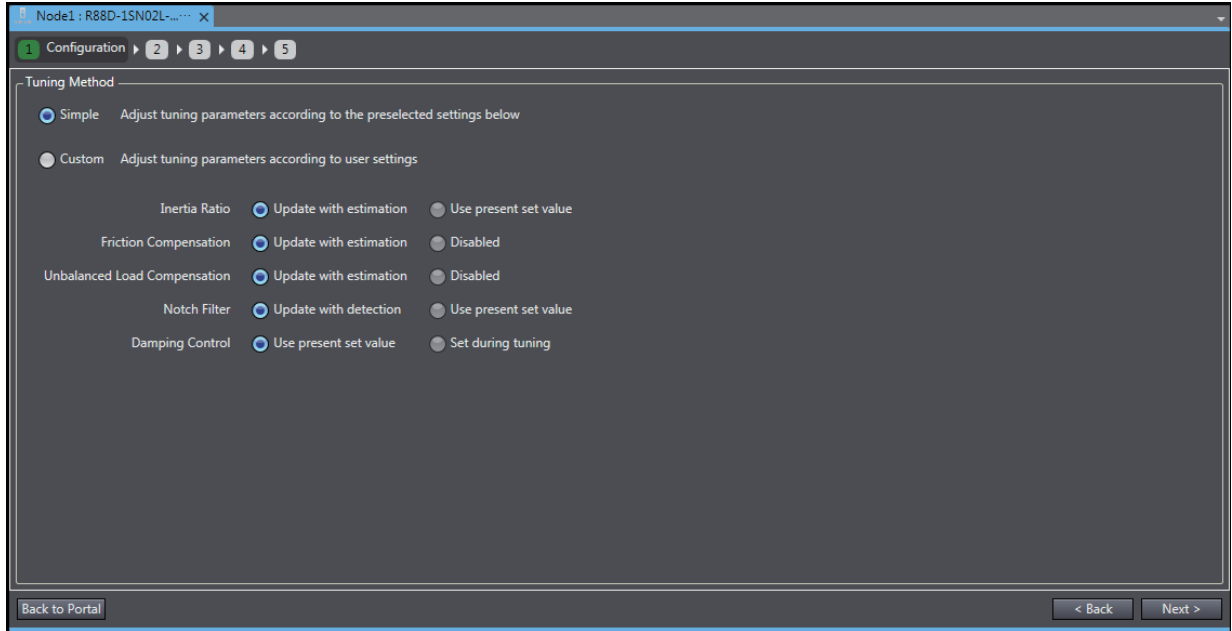 Node1 : R88D-1SN02L-...··· X
1 Configuration 2 3 4 5
Tuning Method
Simple Adjust tuning parameters according to the preselected settings below
Custom Adjust tuning parameters according to user settings
Inertia Ratio Update with estimation Use present set value
Friction Compensation Update with estimation Disabled
Unbalanced Load Compensation Update with estimation Disabled
Notch Filter Update with detection Use present set value
Damping Control Use present set value Set during tuning
Back to Portal < Back Next >